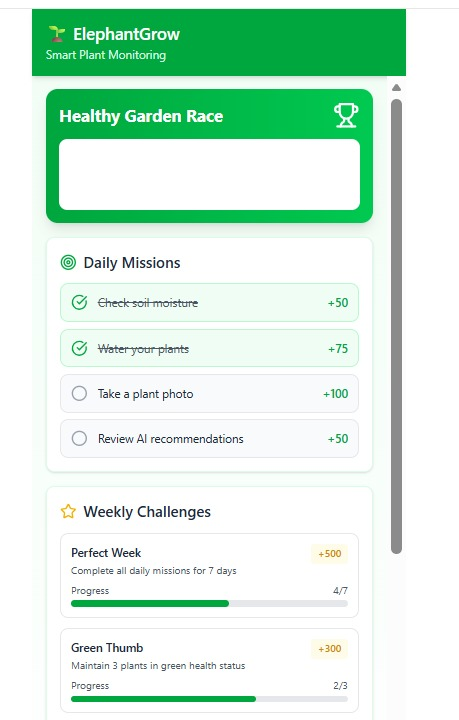 ElephantGrow
Smart Plant Monitoring
Healthy Garden Race
Daily Missions
Check soil moisture +50
Water your plants +75
Take a plant photo +100
Review AI recommendations +50
Weekly Challenges
Perfect Week +500
Complete all daily missions for 7 days
Progress 4/7
Green Thumb +300
Maintain 3 plants in green health status
Progress 2/3